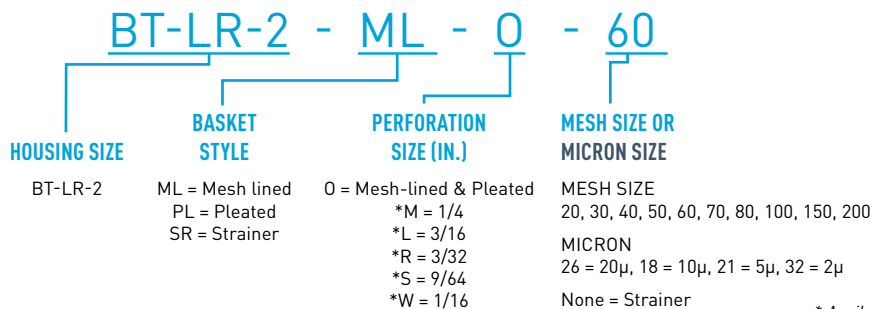 BT-LR-2 - ML - O - 60
HOUSING SIZE
BT-LR-2
BASKET
STYLE
ML = Mesh lined
PL = Pleated
SR = Strainer
PERFORATION
SIZE (IN.)
O = Mesh-lined & Pleated
*M = 1/4
*L = 3/16
*R = 3/32
*S = 9/64
*W = 1/16
MESH SIZE OR
MICRON SIZE
MESH SIZE
20, 30, 40, 50, 60, 70, 80, 100, 150, 200
MICRON
26 = 20µ, 18 = 10µ, 21 = 5µ, 32 = 2µ
None = Strainer